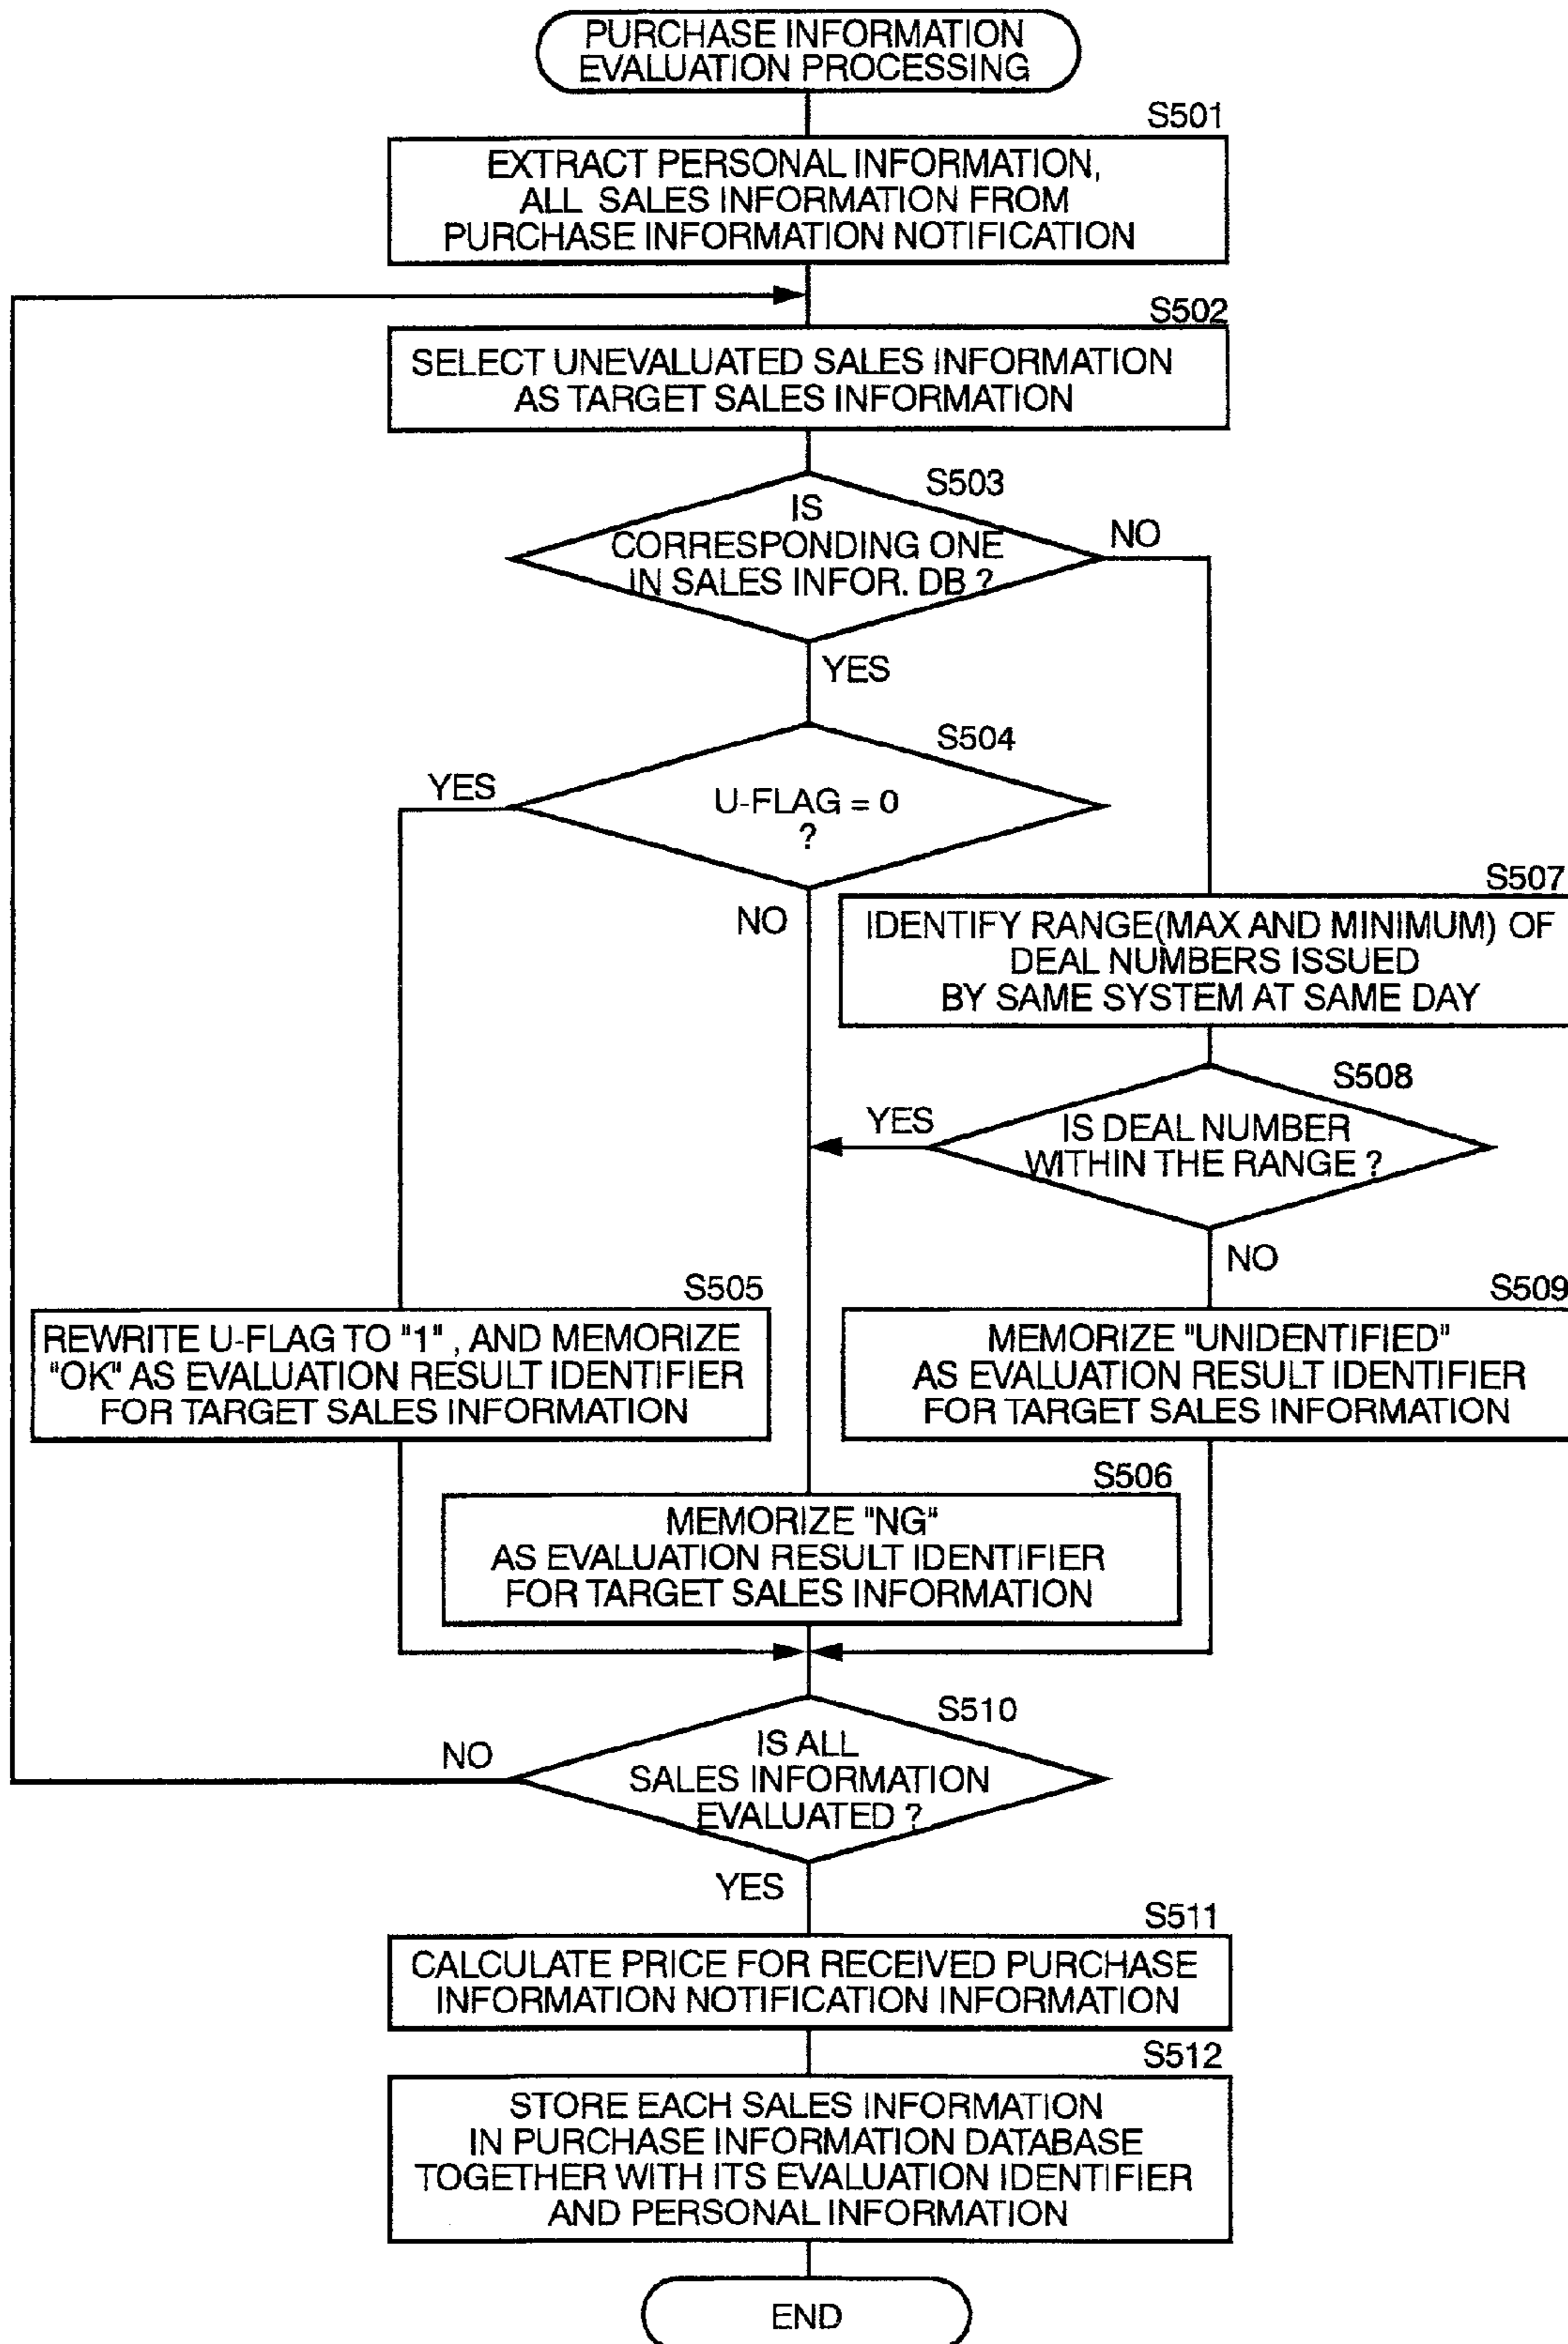 PURCHASE INFORMATION
EVALUATION PROCESSING
S501
EXTRACT PERSONAL INFORMATION,
ALL SALES INFORMATION FROM
PURCHASE INFORMATION NOTIFICATION
S502
SELECT UNEVALUATED SALES INFORMATION
AS TARGET SALES INFORMATION
S503
IS
CORRESPONDING ONE
IN SALES INFOR. DB ?
NO
YES
S504
YES
U-FLAG = 0
?
NO
S507
IDENTIFY RANGE(MAX AND MINIMUM) OF
DEAL NUMBERS ISSUED
BY SAME SYSTEM AT SAME DAY
S508
YES
IS DEAL NUMBER
WITHIN THE RANGE ?
NO
S505
REWRITE U-FLAG TO "1" , AND MEMORIZE
"OK" AS EVALUATION RESULT IDENTIFIER
FOR TARGET SALES INFORMATION
S509
MEMORIZE "UNIDENTIFIED"
AS EVALUATION RESULT IDENTIFIER
FOR TARGET SALES INFORMATION
S506
MEMORIZE "NG"
AS EVALUATION RESULT IDENTIFIER
FOR TARGET SALES INFORMATION
S510
NO
IS ALL
SALES INFORMATION
EVALUATED ?
YES
S511
CALCULATE PRICE FOR RECEIVED PURCHASE
INFORMATION NOTIFICATION INFORMATION
S512
STORE EACH SALES INFORMATION
IN PURCHASE INFORMATION DATABASE
TOGETHER WITH ITS EVALUATION IDENTIFIER
AND PERSONAL INFORMATION
END